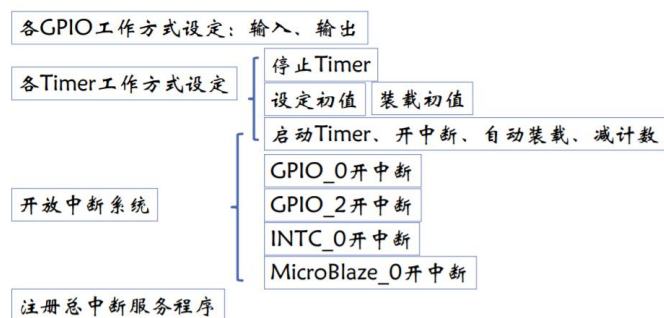 各GPIO工作方式设定：输入、输出
各Timer工作方式设定
停止Timer
设定初值 装载初值
启动Timer、开中断、自动装载、减计数
开放中断系统
GPIO_0开中断
GPIO_2开中断
INTC_0开中断
MicroBlaze_0开中断
注册总中断服务程序